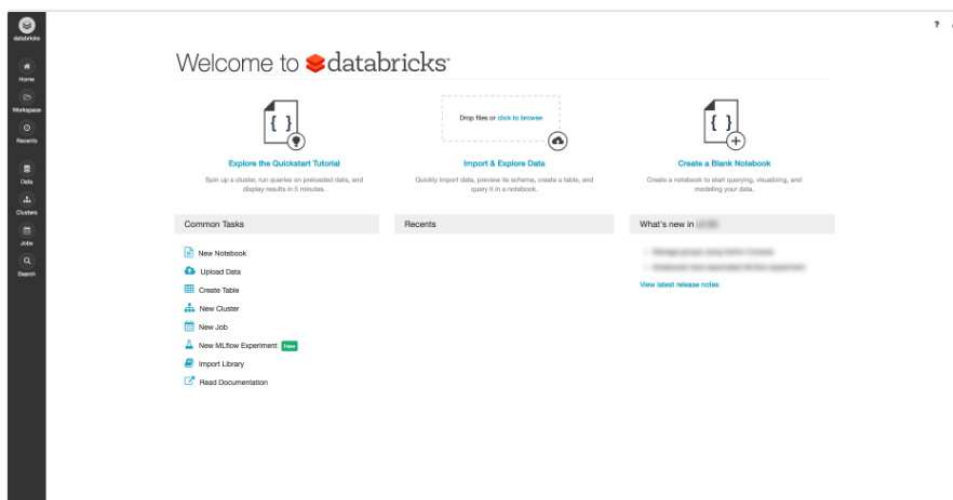 databricks
Home
Workspace
Recents
Data
Clusters
Jobs
Search
?
Welcome to databricks
{ }
Explore the Quickstart Tutorial
Spin up a cluster, run queries on preloaded data, and
display results in 5 minutes.
Drop files or click to browse
Import & Explore Data
Quickly import data, preview its schema, create a table, and
query it in a notebook.
{ }
Create a Blank Notebook
Create a notebook to start querying, visualizing, and
modeling your data.
Common Tasks
New Notebook
Upload Data
Create Table
New Cluster
New Job
New MLflow Experiment New
Import Library
Read Documentation
Recents
What's new in
View latest release notes